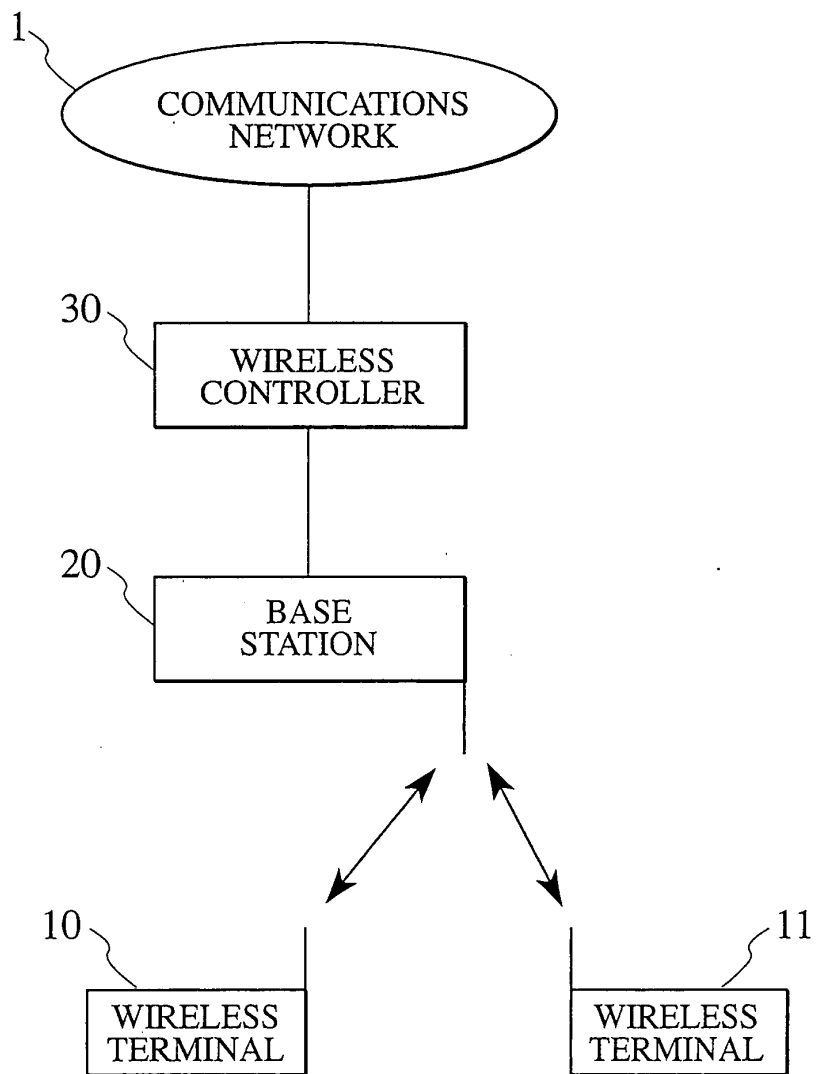 1
COMMUNICATIONS
NETWORK
30
WIRELESS
CONTROLLER
20
BASE
STATION
10
11
WIRELESS
TERMINAL
WIRELESS
TERMINAL